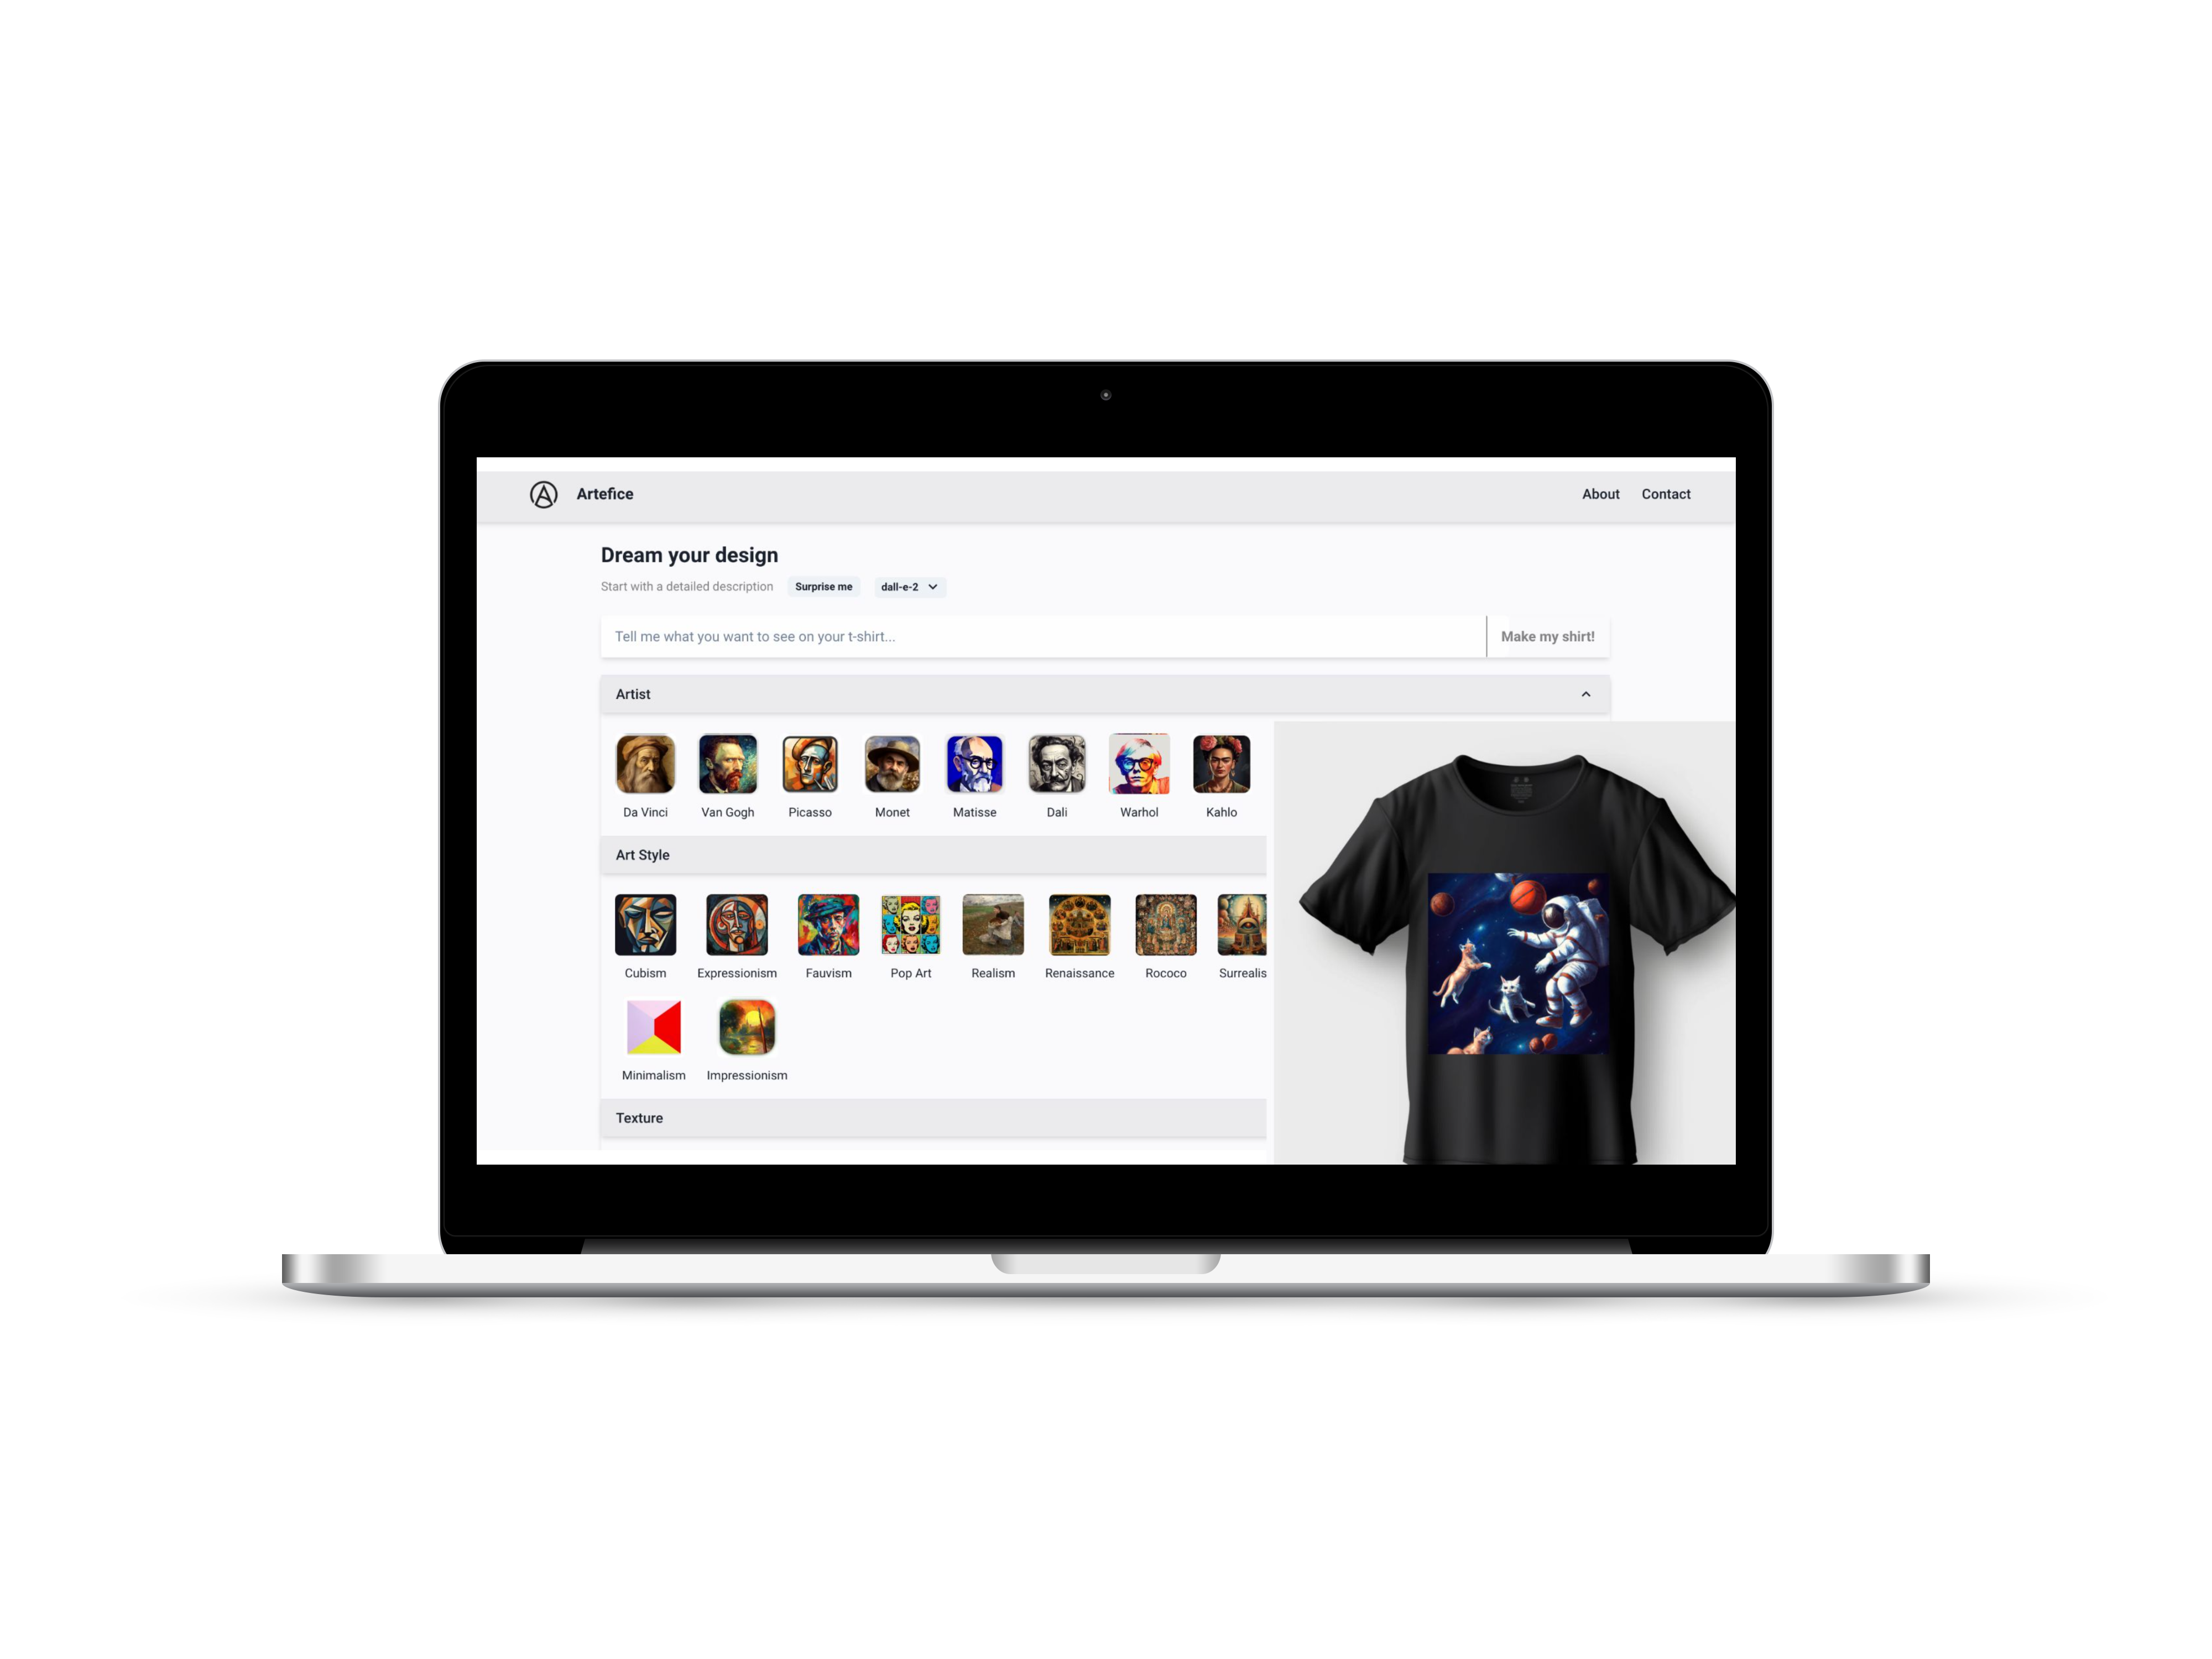 Artefice
About Contact
Dream your design
Start with a detailed description Surprise me dall-e-2
Tell me what you want to see on your t-shirt... Make my shirt!
Artist
Da Vinci Van Gogh Picasso Monet Matisse Dali Warhol Kahlo
Art Style
Cubism Expressionism Fauvism Pop Art Realism Renaissance Rococo Surrealis
Minimalism Impressionism
Texture